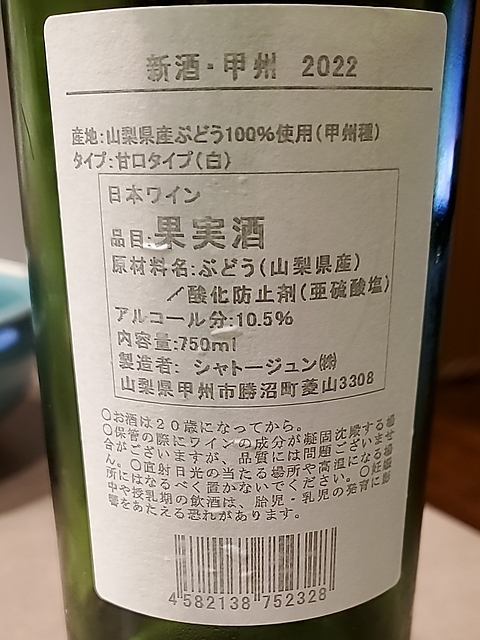 新酒・甲州 2022
産地:山梨県産ぶどう100%使用(甲州種)
タイプ:甘口タイプ(白)
日本ワイン
品目:果実酒
原材料名:ぶどう(山梨県産)
/酸化防止剤(亜硫酸塩)
アルコール分:10.5%
内容量:750ml
製造者: シャトージュン㈱
山梨県甲州市勝沼町菱山3308
○お酒は20歳になってから。
○保管の際にワインの成分が凝固沈殿する場
合がございますが、品質には問題ございませ
ん。○直射日光の当たる場所や高温になる場
所にはなるべく置かないでください。○妊娠
中や授乳期の飲酒は、胎児・乳児の発育に影
響をあたえる恐れがあります。
4582138752328